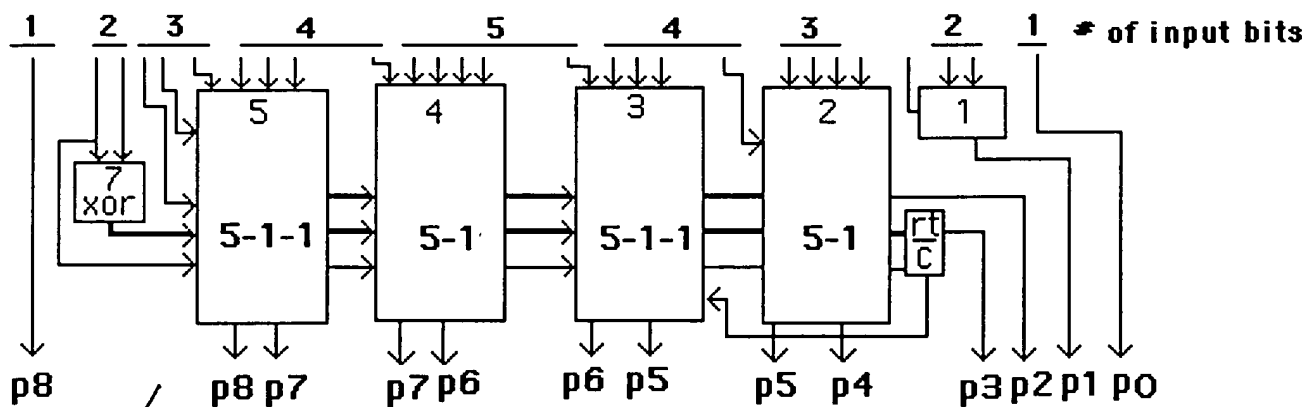 1 2 3 4 5 4 3 2 1 # of input bits
5 4 3 2 1
7
xor
5-1-1 5-1 5-1-1 5-1
rt
c
p8 p8 p7 p7 p6 p6 p5 p5 p4 p3 p2 p1 p0